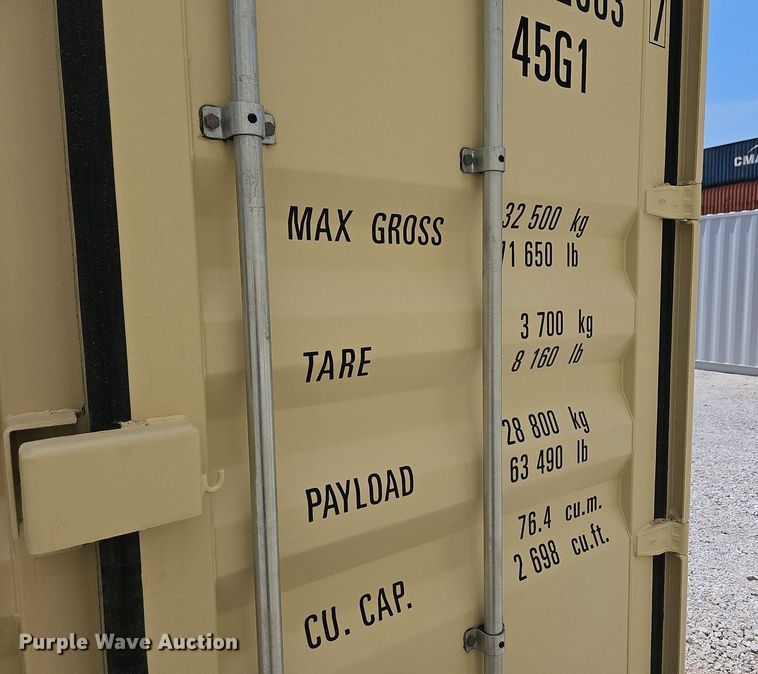 45G1
MAX GROSS 32 500 kg
71 650 lb
TARE 3 700 kg
8 160 lb
PAYLOAD 28 800 kg
63 490 lb
CU. CAP. 76.4 cu.m.
2 698 cu.ft.
CMA
Purple Wave Auction